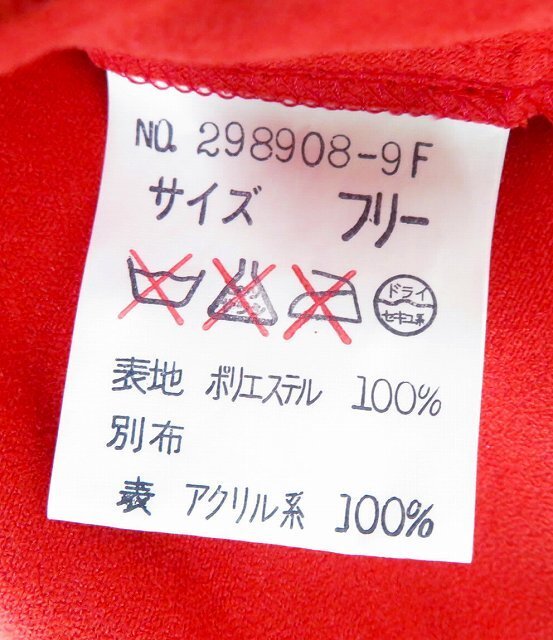 NO. 298908-9F
サイズ フリー
ドライ
セキユ系
表地 ポリエステル 100%
別布
表 アクリル系 100%